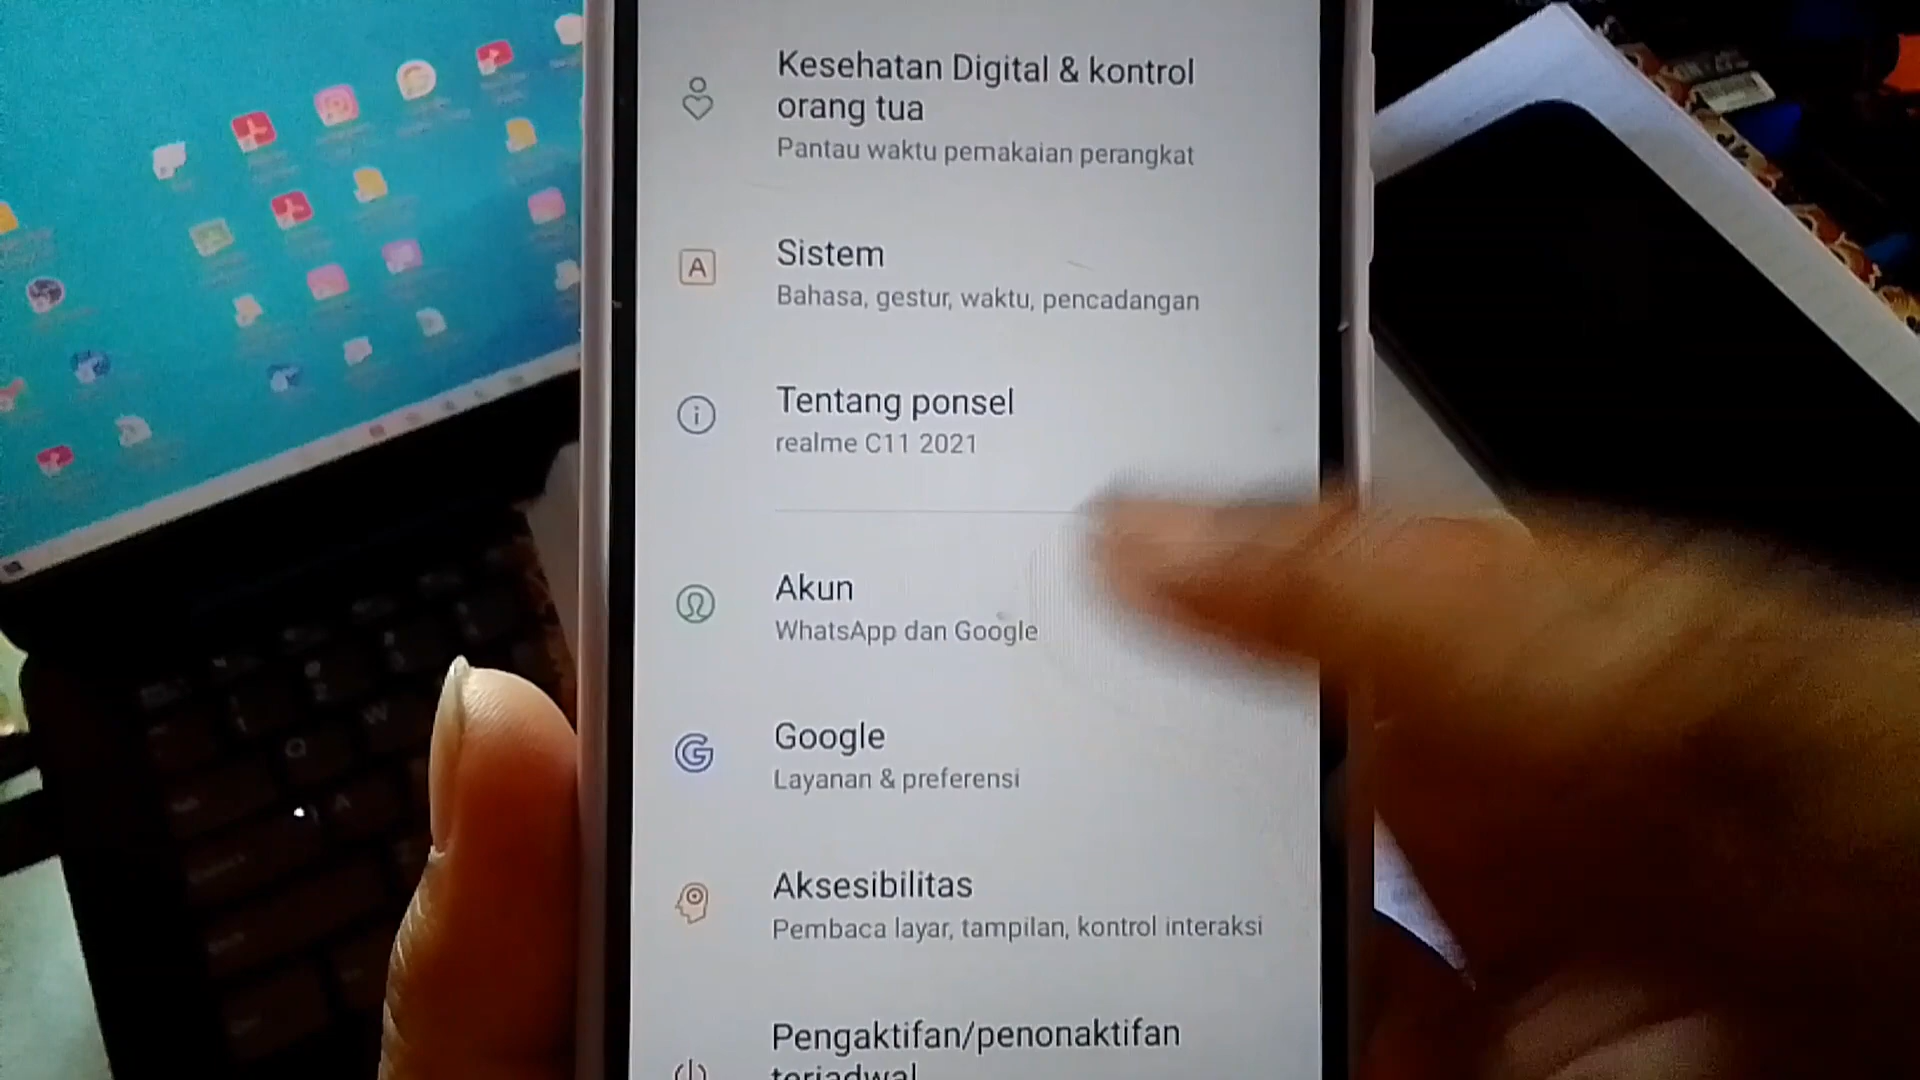 Kesehatan Digital & kontrol
orang tua
Pantau waktu pemakaian perangkat
A
Sistem
Bahasa, gestur, waktu, pencadangan
Tentang ponsel
realme C11 2021
Akun
WhatsApp dan Google
Google
Layanan & preferensi
Aksesibilitas
Pembaca layar, tampilan, kontrol interaksi
Pengaktifan/penonaktifan
terjadwal